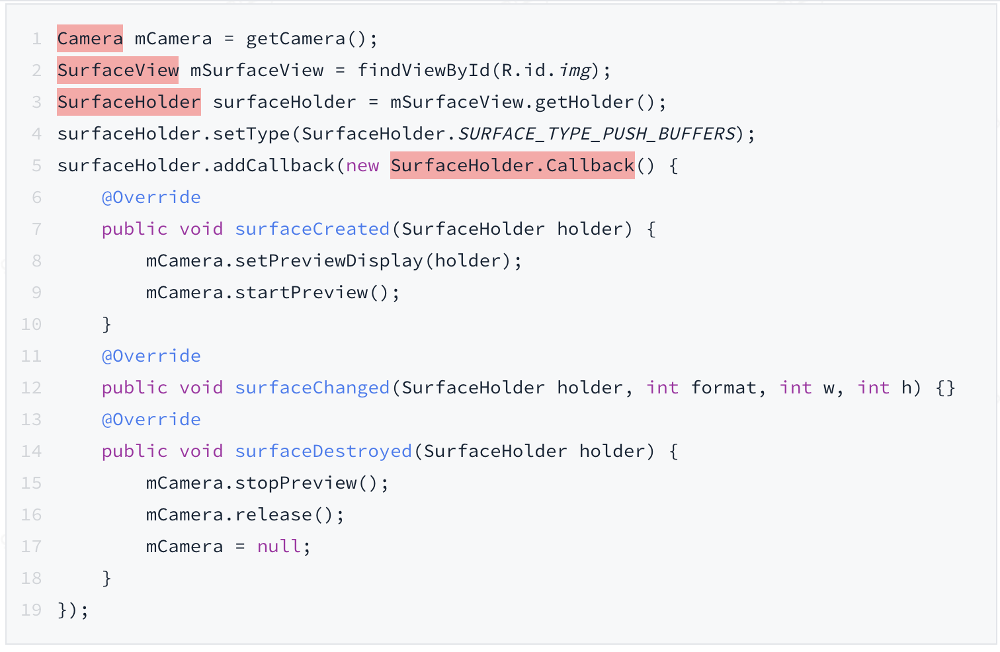 1 Camera mCamera = getCamera();
2 SurfaceView mSurfaceView = findViewById(R.id.img);
3 SurfaceHolder surfaceHolder = mSurfaceView.getHolder();
4 surfaceHolder.setType(SurfaceHolder.SURFACE_TYPE_PUSH_BUFFERS);
5 surfaceHolder.addCallback(new SurfaceHolder.Callback() {
6     @Override
7     public void surfaceCreated(SurfaceHolder holder) {
8         mCamera.setPreviewDisplay(holder);
9         mCamera.startPreview();
10     }
11     @Override
12     public void surfaceChanged(SurfaceHolder holder, int format, int w, int h) {}
13     @Override
14     public void surfaceDestroyed(SurfaceHolder holder) {
15         mCamera.stopPreview();
16         mCamera.release();
17         mCamera = null;
18     }
19 });